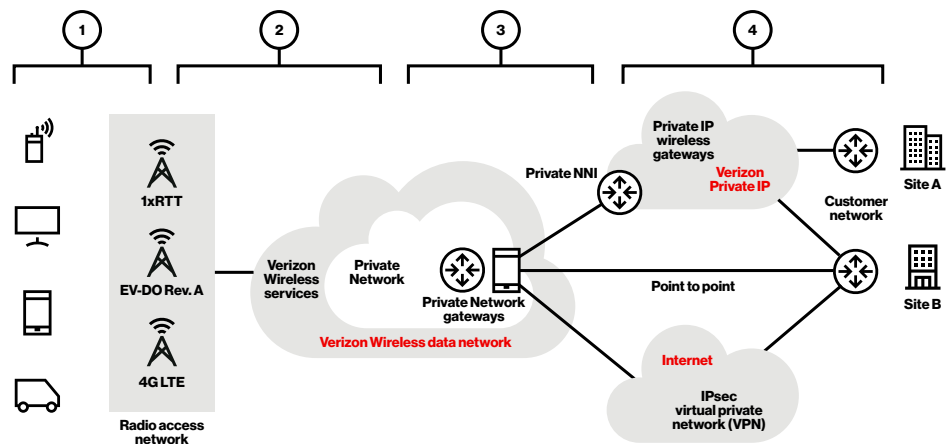 1
2
3
4
1xRTT
EV-DO Rev. A
4G LTE
Radio access
network
Verizon
Wireless
services
Private
Network
Private Network
gateways
Verizon Wireless data network
Private NNI
Private IP
wireless
gateways
Verizon
Private IP
Point to point
Internet
IPsec
virtual private
network (VPN)
Customer
network
Site A
Site B